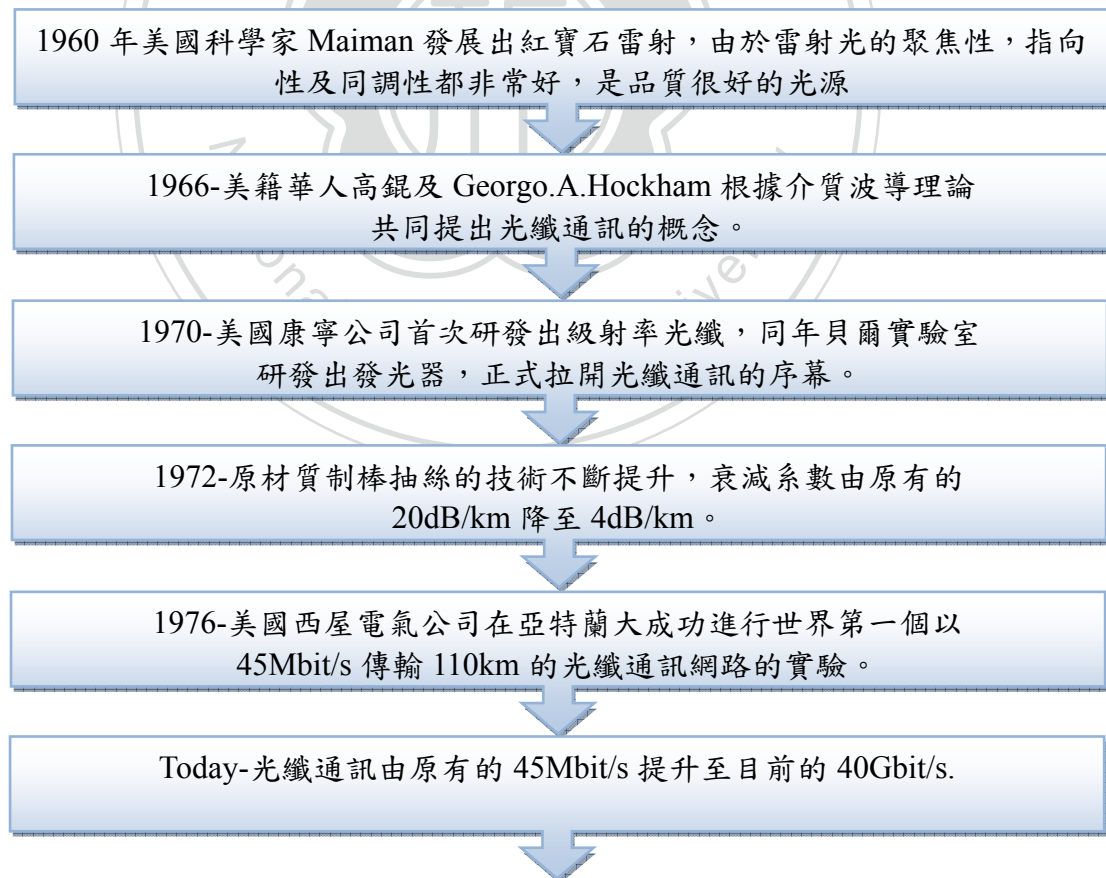 1960 年美國科學家 Maiman 發展出紅寶石雷射，由於雷射光的聚焦性，指向
性及同調性都非常好，是品質很好的光源
1966-美籍華人高錕及 Georgo.A.Hockham 根據介質波導理論
共同提出光纖通訊的概念。
1970-美國康寧公司首次研發出級射率光纖，同年貝爾實驗室
研發出發光器，正式拉開光纖通訊的序幕。
1972-原材質制棒抽絲的技術不斷提升，衰減系數由原有的
20dB/km 降至 4dB/km。
1976-美國西屋電氣公司在亞特蘭大成功進行世界第一個以
45Mbit/s 傳輸 110km 的光纖通訊網路的實驗。
Today-光纖通訊由原有的 45Mbit/s 提升至目前的 40Gbit/s.